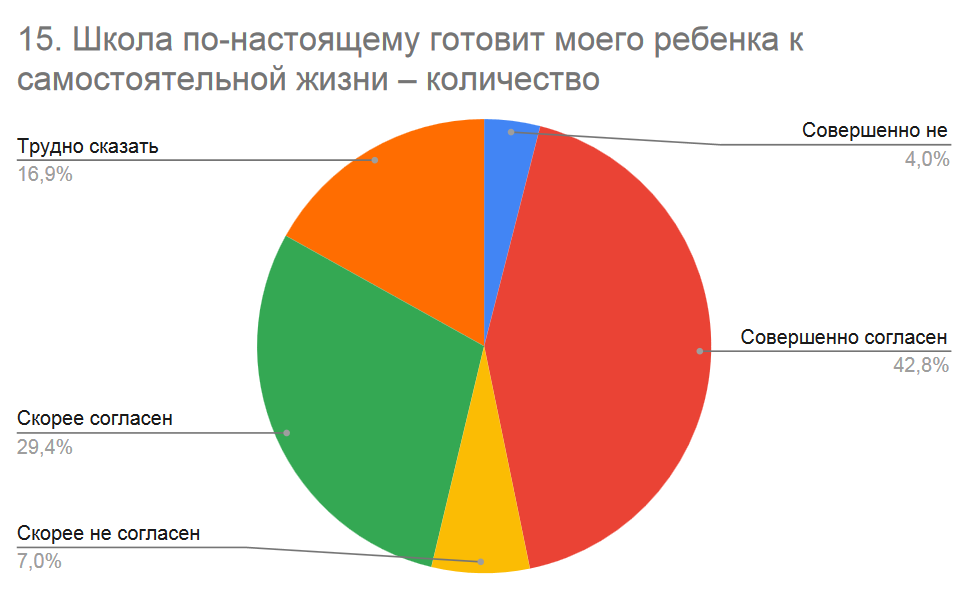 15. Школа по-настоящему готовит моего ребенка к
самостоятельной жизни – количество
Совершенно не
4,0%
Трудно сказать
16,9%
Совершенно согласен
42,8%
Скорее согласен
29,4%
Скорее не согласен
7,0%